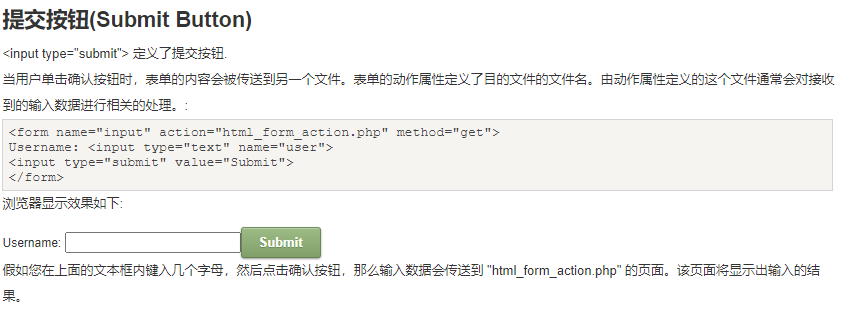 提交按钮(Submit Button)
<input type="submit"> 定义了提交按钮.
当用户单击确认按钮时，表单的内容会被传送到另一个文件。表单的动作属性定义了目的文件的文件名。由动作属性定义的这个文件通常会对接收
到的输入数据进行相关的处理。:
<form name="input" action="html_form_action.php" method="get">
Username: <input type="text" name="user">
<input type="submit" value="Submit">
</form>
浏览器显示效果如下:
Username: Submit
假如您在上面的文本框内键入几个字母，然后点击确认按钮，那么输入数据会传送到 "html_form_action.php" 的页面。该页面将显示出输入的结
果。